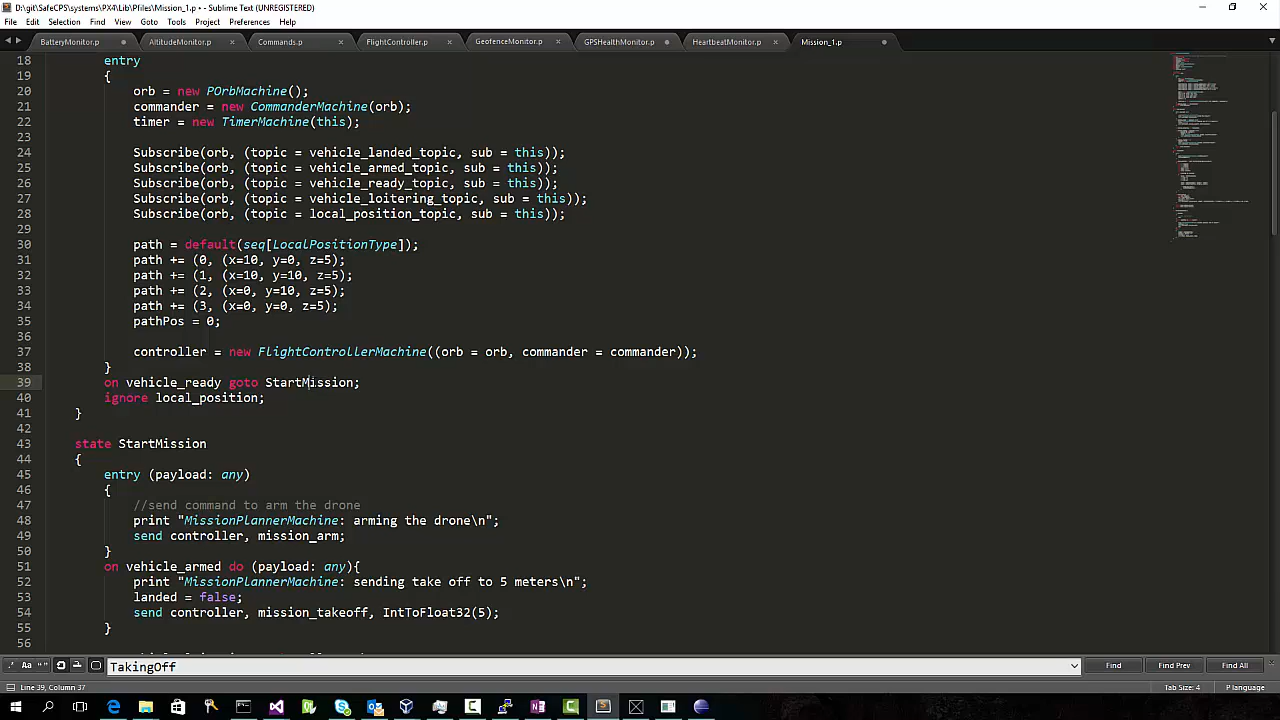 D:\git\SafeCPS\systems\PX4\Lib\Pfiles\Mission_1.p • - Sublime Text (UNREGISTERED)
File Edit Selection Find View Goto Tools Project Preferences Help
BatteryMonitor.p AltitudeMonitor.p Commands.p FlightController.p GeofenceMonitor.p GPSHealthMonitor.p HeartbeatMonitor.p Mission_1.p
18 entry
19 {
20 orb = new POrbMachine();
21 commander = new CommanderMachine(orb);
22 timer = new TimerMachine(this);
23
24 Subscribe(orb, (topic = vehicle_landed_topic, sub = this));
25 Subscribe(orb, (topic = vehicle_armed_topic, sub = this));
26 Subscribe(orb, (topic = vehicle_ready_topic, sub = this));
27 Subscribe(orb, (topic = vehicle_loitering_topic, sub = this));
28 Subscribe(orb, (topic = local_position_topic, sub = this));
29
30 path = default(seq[LocalPositionType]);
31 path += (0, (x=10, y=0, z=5);
32 path += (1, (x=10, y=10, z=5);
33 path += (2, (x=0, y=10, z=5);
34 path += (3, (x=0, y=0, z=5);
35 pathPos = 0;
36
37 controller = new FlightControllerMachine((orb = orb, commander = commander));
38 }
39 on vehicle_ready goto StartMission;
40 ignore local_position;
41 }
42
43 state StartMission
44 {
45 entry (payload: any)
46 {
47 //send command to arm the drone
48 print "MissionPlannerMachine: arming the drone\n";
49 send controller, mission_arm;
50 }
51 on vehicle_armed do (payload: any){
52 print "MissionPlannerMachine: sending take off to 5 meters\n";
53 landed = false;
54 send controller, mission_takeoff, IntToFloat32(5);
55 }
56
.* Aa "" TakingOff Find Find Prev Find All
Line 39, Column 37 Tab Size: 4 P language